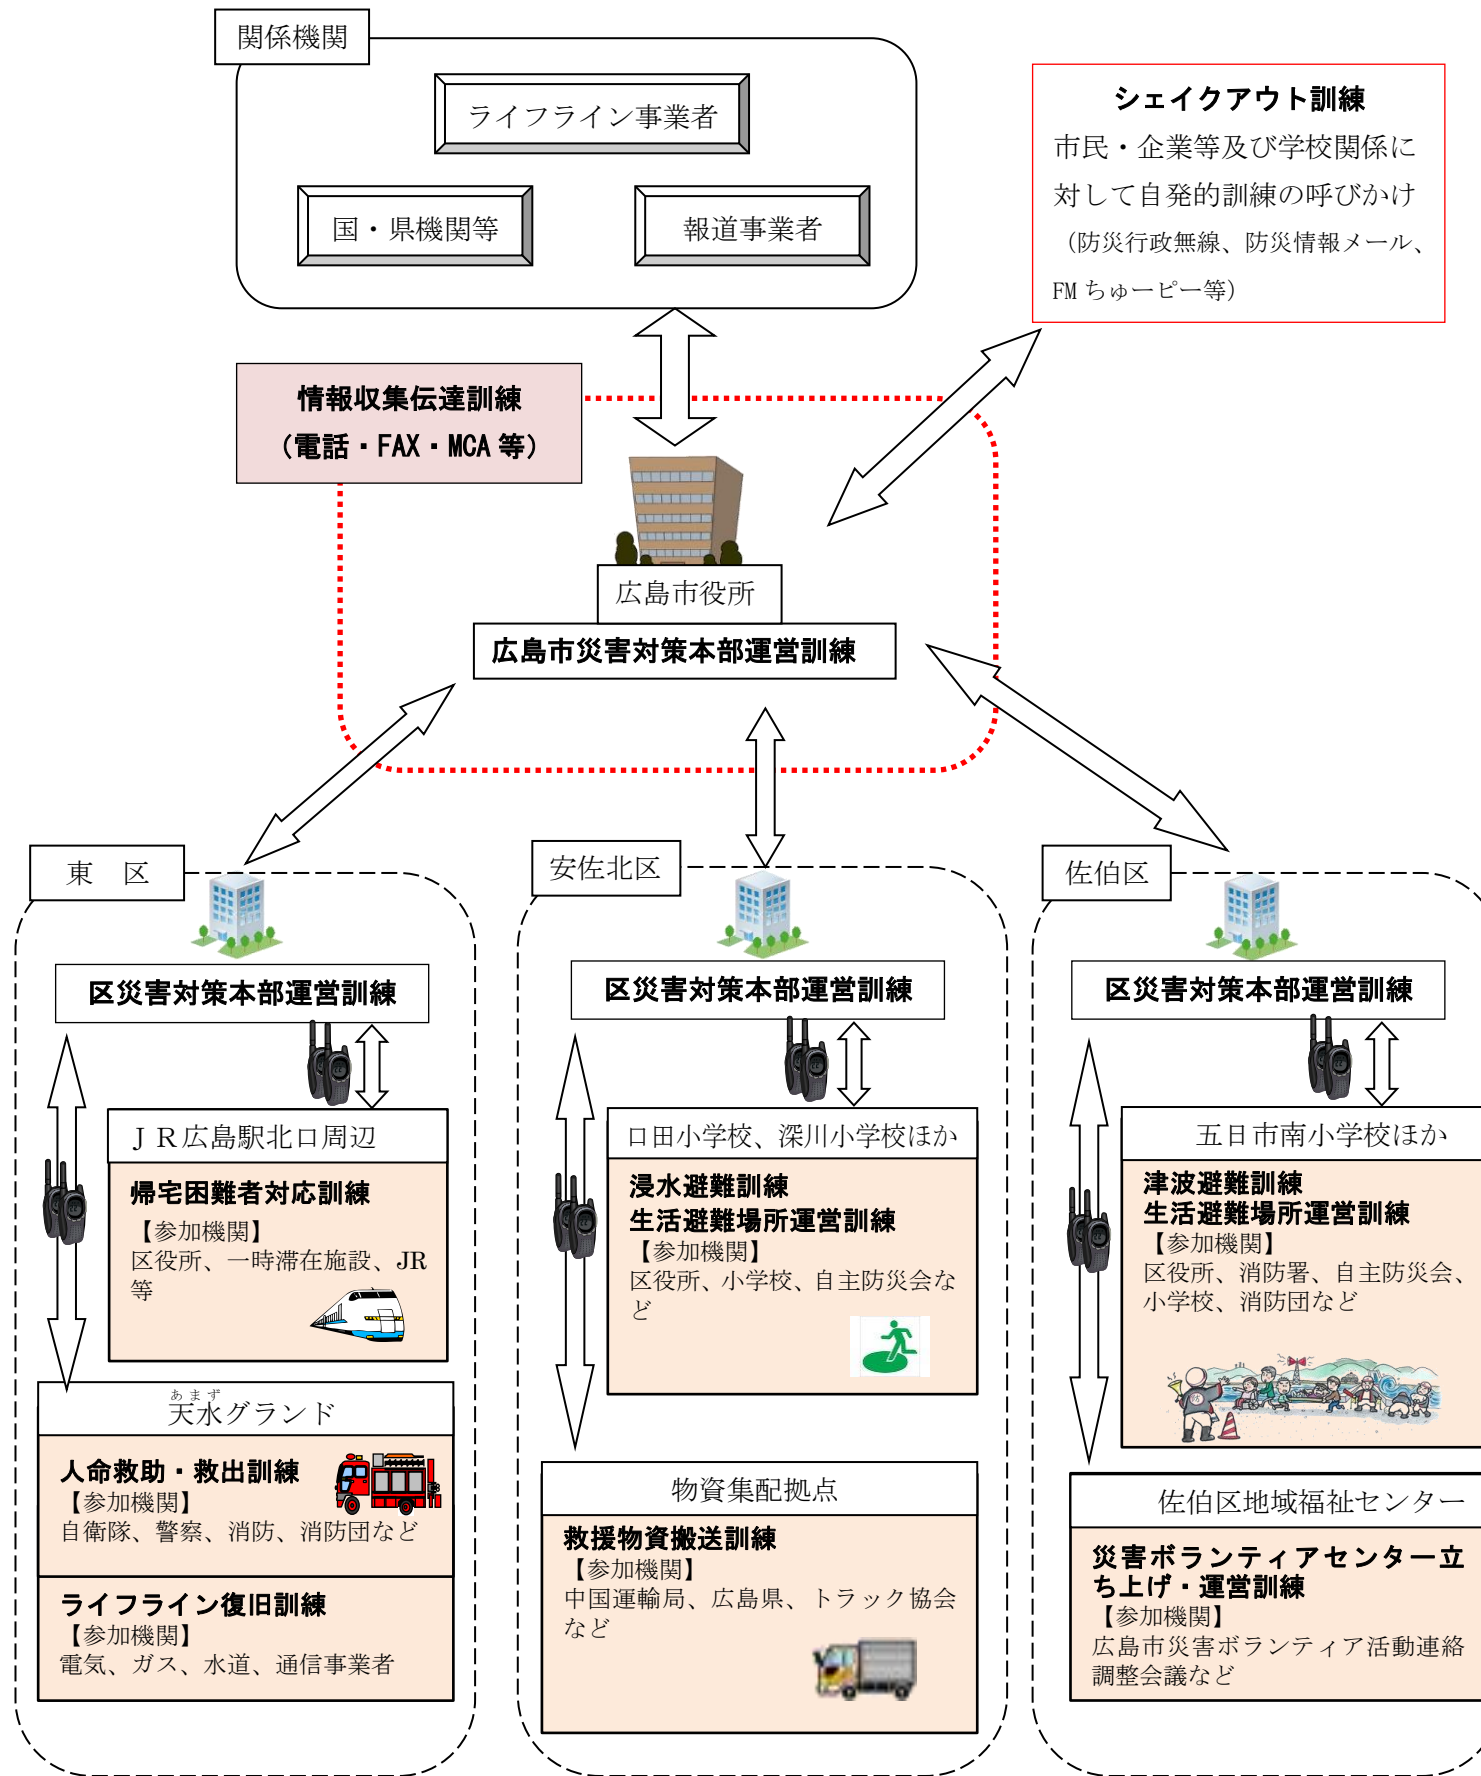 関係機関
ライフライン事業者
国・県機関等
報道事業者
シェイクアウト訓練
市民・企業等及び学校関係に
対して自発的訓練の呼びかけ
（防災行政無線、防災情報メール、
FM ちゅーピー等）
情報収集伝達訓練
（電話・FAX・MCA 等）
広島市役所
広島市災害対策本部運営訓練
東　区
区災害対策本部運営訓練
ＪＲ広島駅北口周辺
帰宅困難者対応訓練
【参加機関】
区役所、一時滞在施設、JR
等
あまず
天水グランド
人命救助・救出訓練
【参加機関】
自衛隊、警察、消防、消防団など
ライフライン復旧訓練
【参加機関】
電気、ガス、水道、通信事業者
安佐北区
区災害対策本部運営訓練
口田小学校、深川小学校ほか
浸水避難訓練
生活避難場所運営訓練
【参加機関】
区役所、小学校、自主防災会な
ど
物資集配拠点
救援物資搬送訓練
【参加機関】
中国運輸局、広島県、トラック協会
など
佐伯区
区災害対策本部運営訓練
五日市南小学校ほか
津波避難訓練
生活避難場所運営訓練
【参加機関】
区役所、消防署、自主防災会、
小学校、消防団など
佐伯区地域福祉センター
災害ボランティアセンター立
ち上げ・運営訓練
【参加機関】
広島市災害ボランティア活動連絡
調整会議など